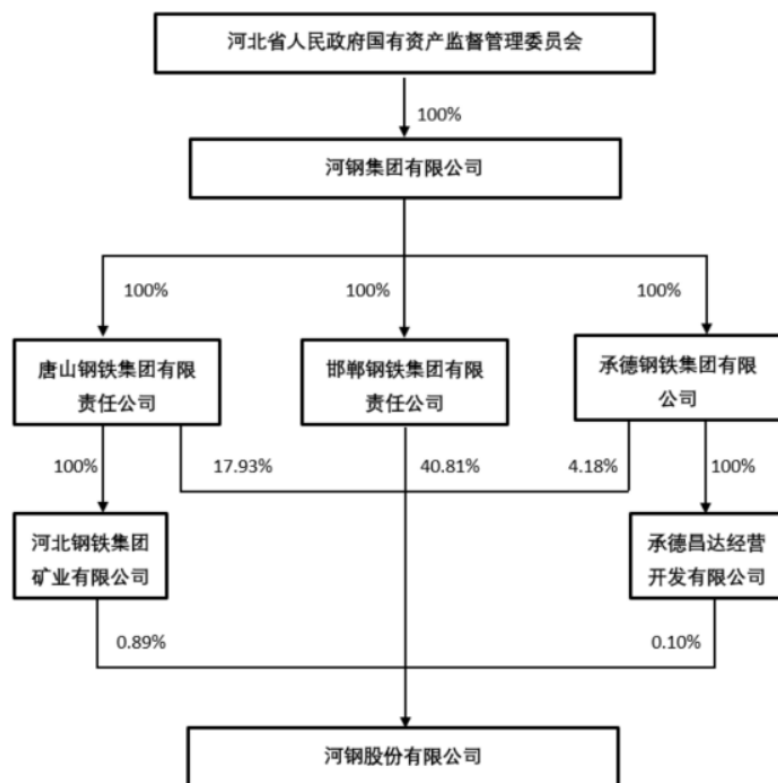 河北省人民政府国有资产监督管理委员会
100%
河钢集团有限公司
100%
100%
100%
唐山钢铁集团有限
责任公司
邯郸钢铁集团有限
责任公司
承德钢铁集团有限
公司
100%
17.93%
40.81%
4.18%
100%
河北钢铁集团
矿业有限公司
承德昌达经营
开发有限公司
0.89%
0.10%
河钢股份有限公司